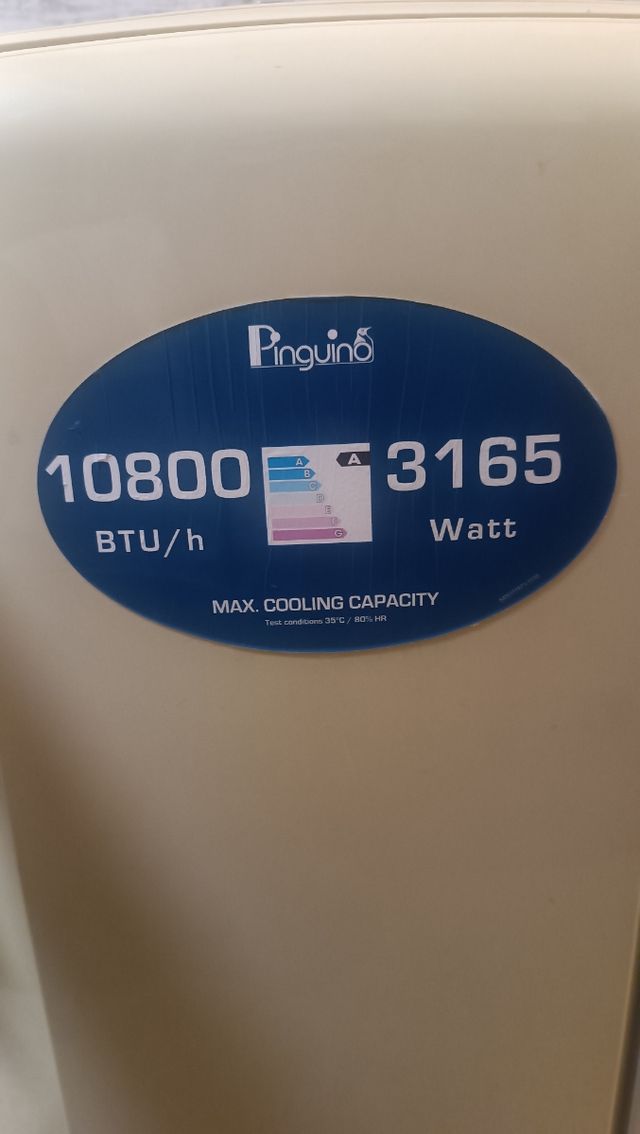 Pinguino
10800
BTU/h
A
B
C
D
E
F
G
A
3165
Watt
MAX. COOLING CAPACITY
Test conditions 35°C / 80% HR